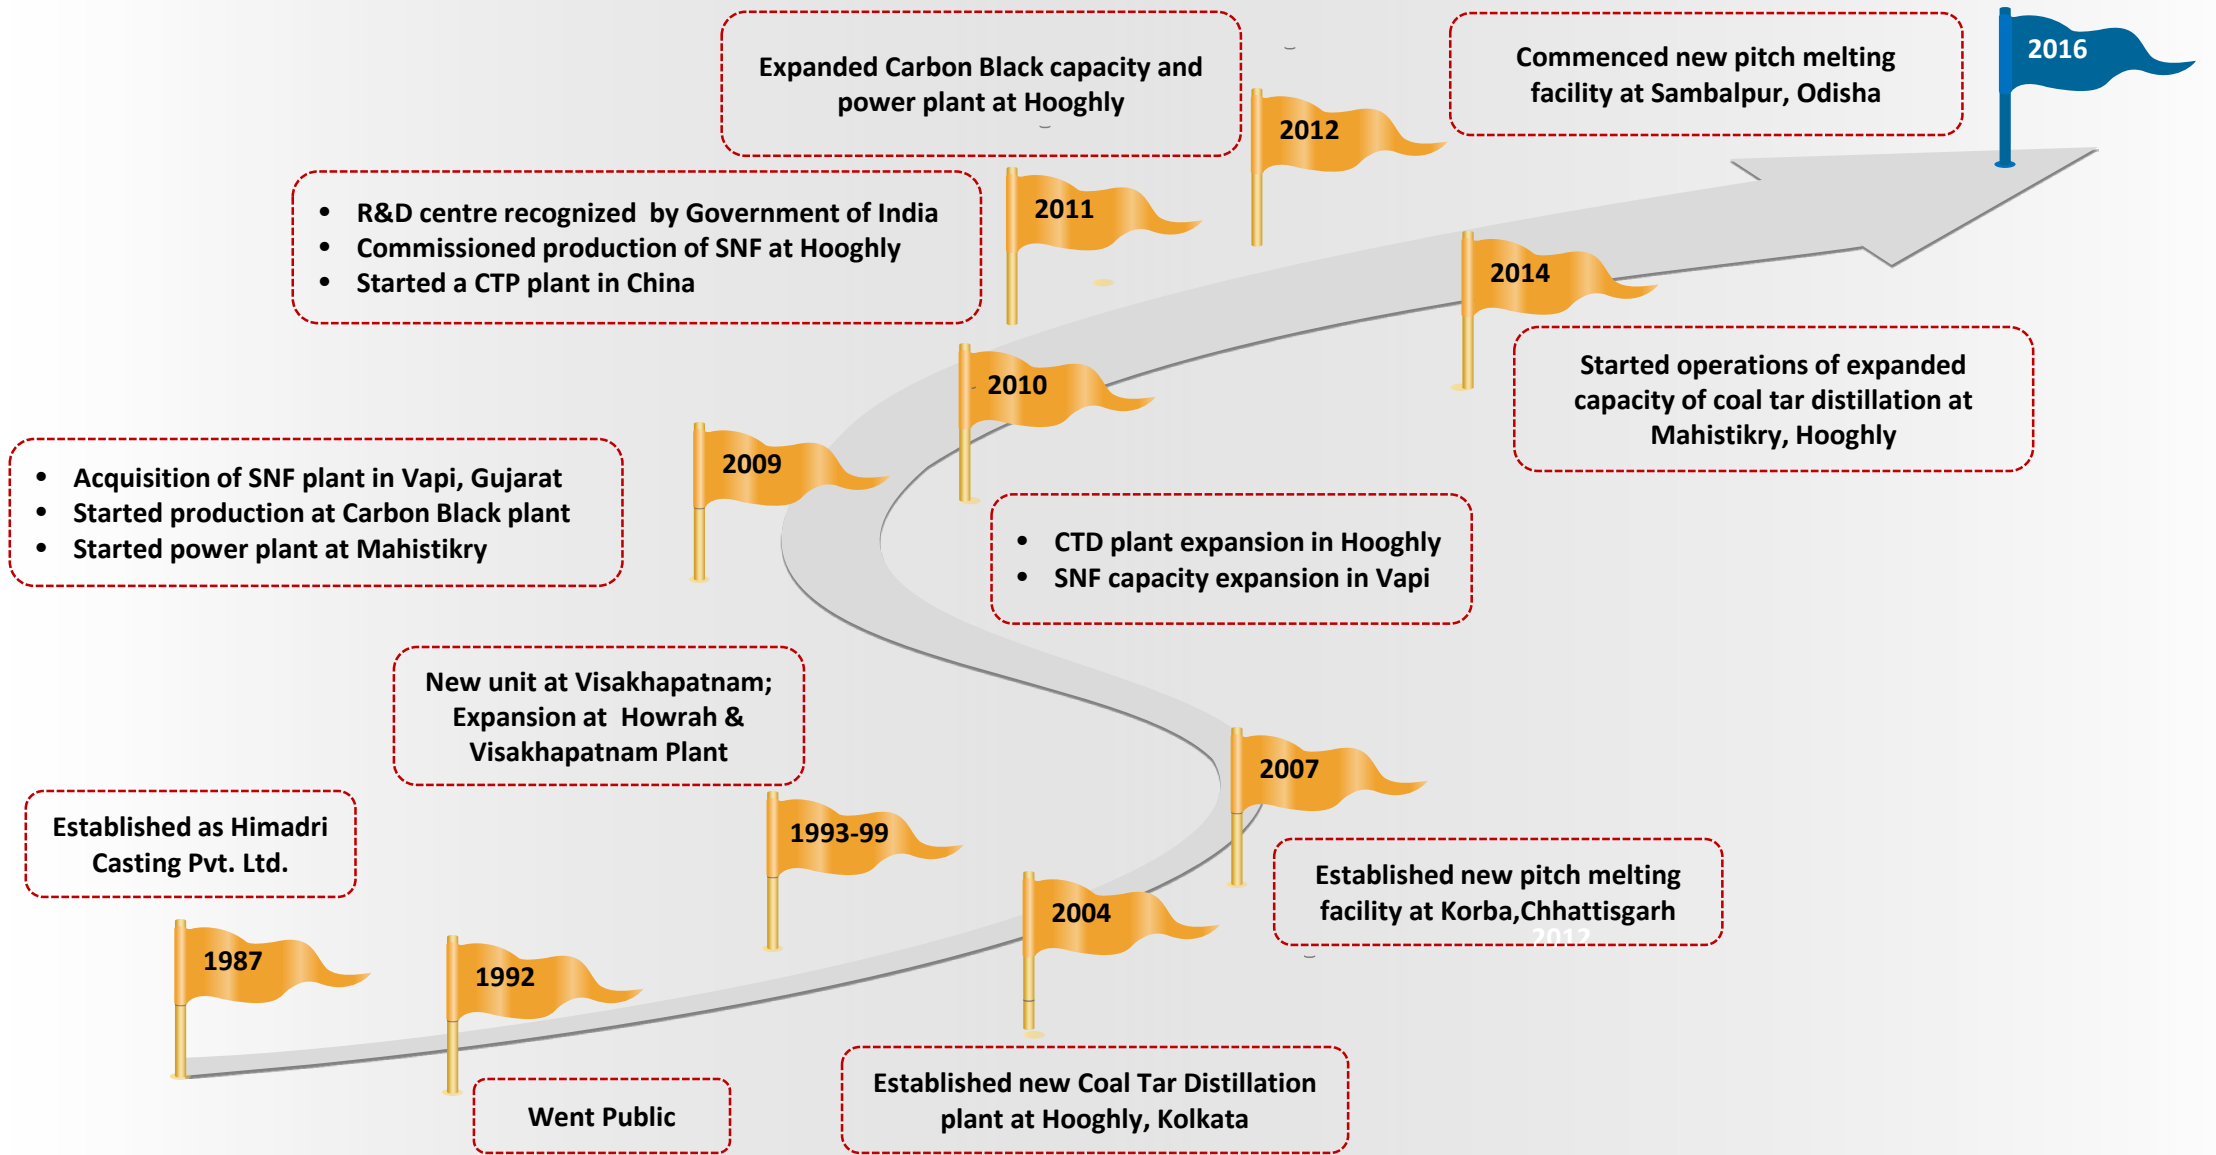 Expanded Carbon Black capacity and
power plant at Hooghly
2012
Commenced new pitch melting
facility at Sambalpur, Odisha
2016
• R&D centre recognized by Government of India
• Commissioned production of SNF at Hooghly
• Started a CTP plant in China
2011
2014
Started operations of expanded
capacity of coal tar distillation at
Mahistikry, Hooghly
2010
• CTD plant expansion in Hooghly
• SNF capacity expansion in Vapi
2009
• Acquisition of SNF plant in Vapi, Gujarat
• Started production at Carbon Black plant
• Started power plant at Mahistikry
New unit at Visakhapatnam;
Expansion at Howrah &
Visakhapatnam Plant
1993-99
2007
Established new pitch melting
facility at Korba,Chhattisgarh
2012
Established as Himadri
Casting Pvt. Ltd.
1987
1992
Went Public
2004
Established new Coal Tar Distillation
plant at Hooghly, Kolkata